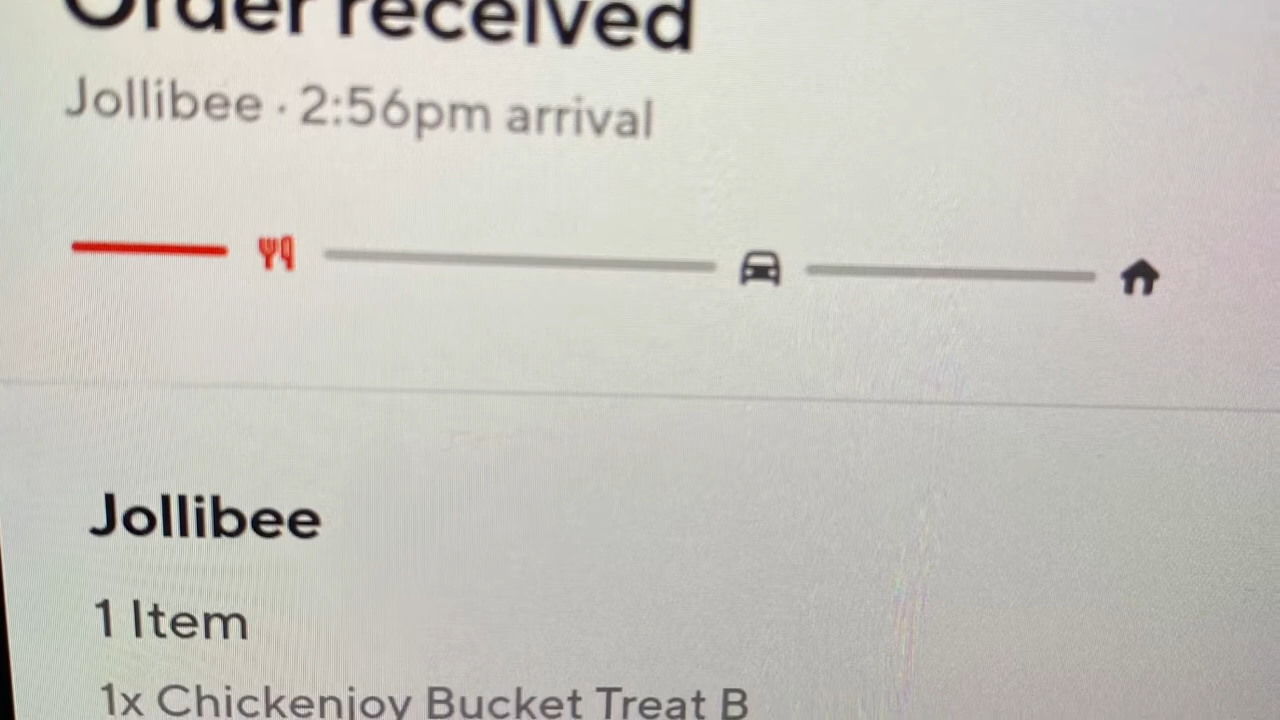 Order received
Jollibee · 2:56pm arrival
Jollibee
1 Item
1x Chickenjoy Bucket Treat B